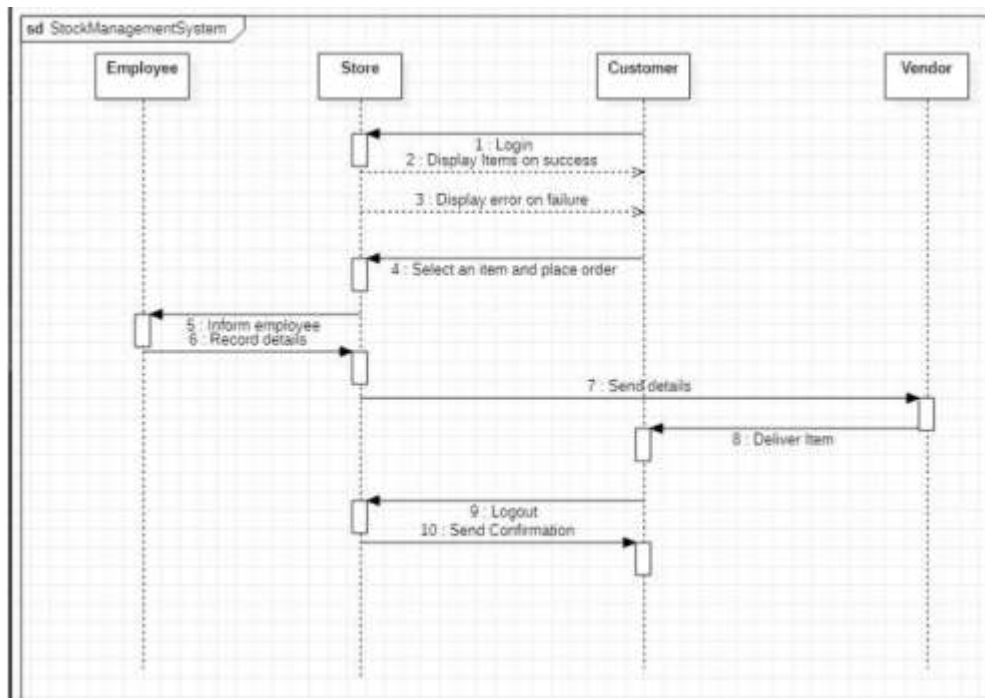 sd StockManagementSystem
Employee
Store
Customer
Vendor
1 : Login
2 : Display Items on success
3 : Display error on failure
4 : Select an item and place order
5 : Inform employee
6 : Record details
7 : Send details
8 : Deliver Item
9 : Logout
10 : Send Confirmation